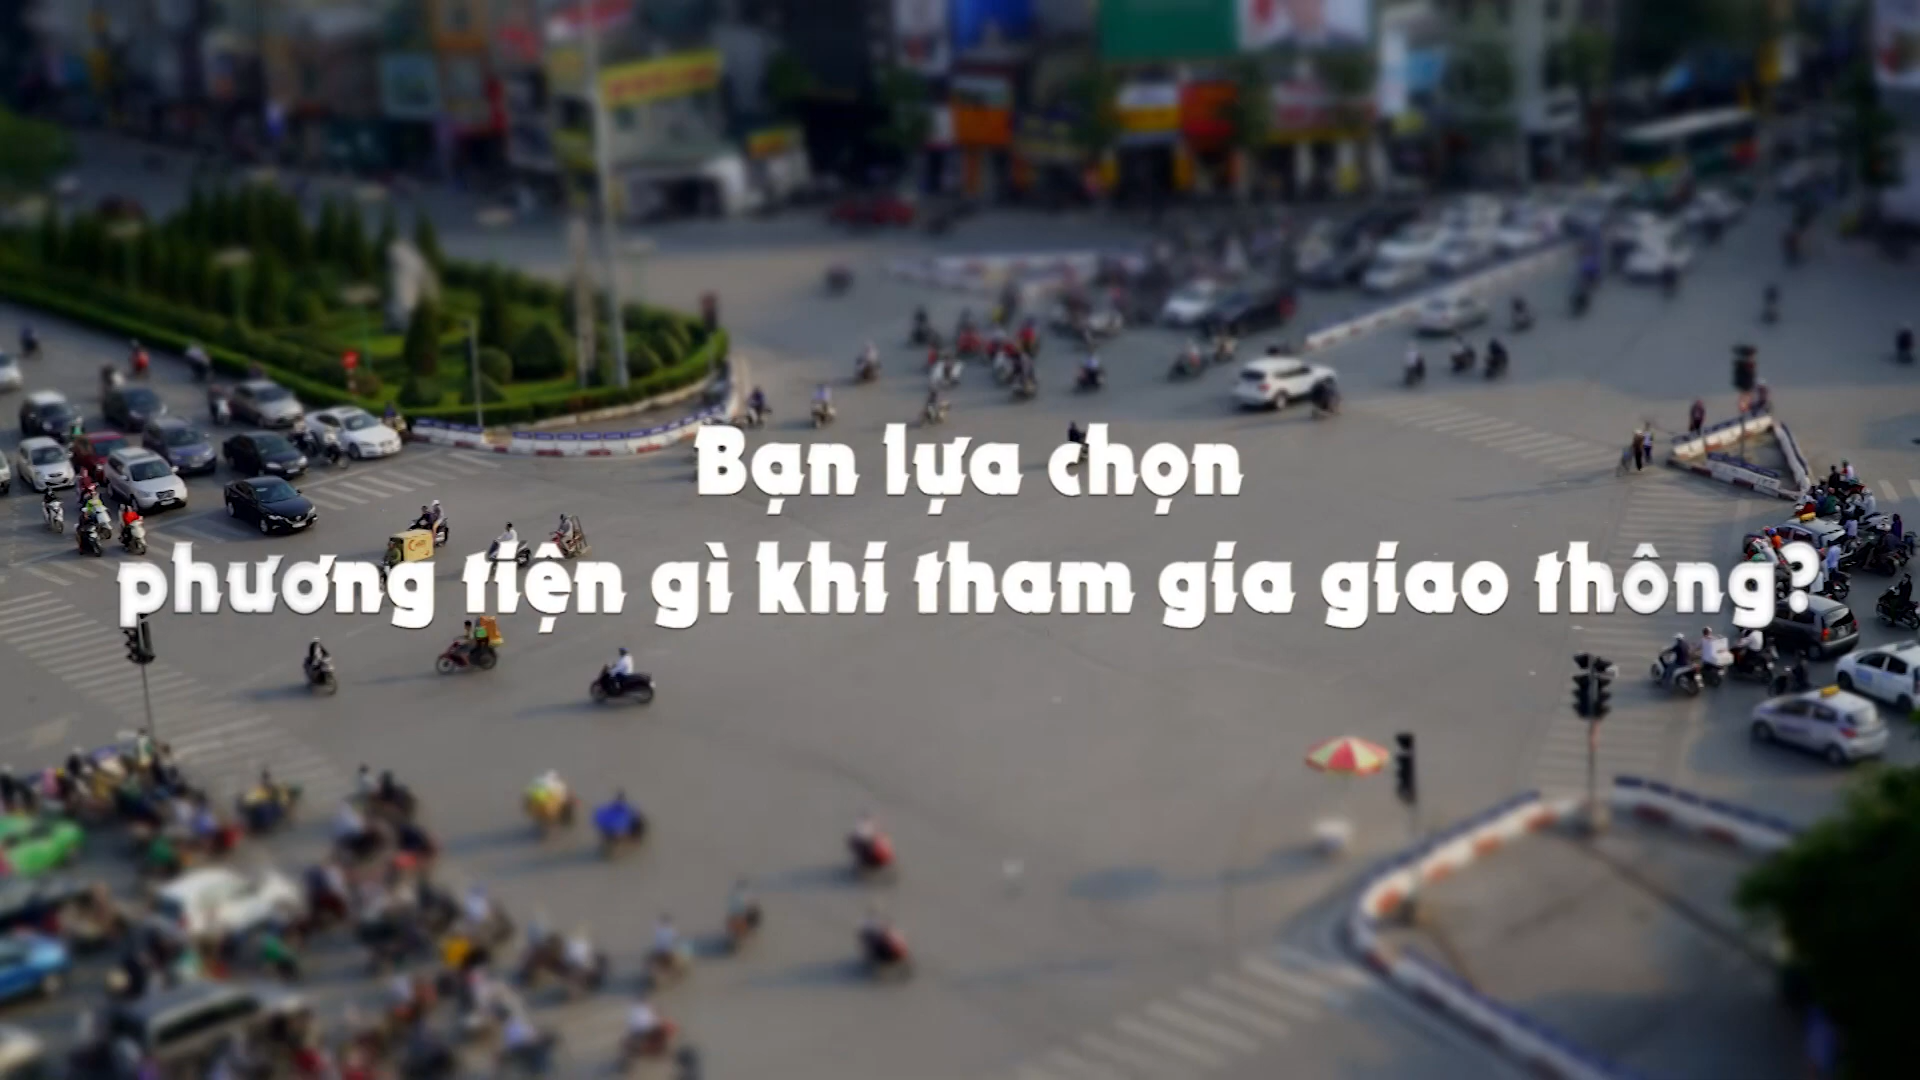 Bạn lựa chọn
phương tiện gì khi tham gia giao thông?